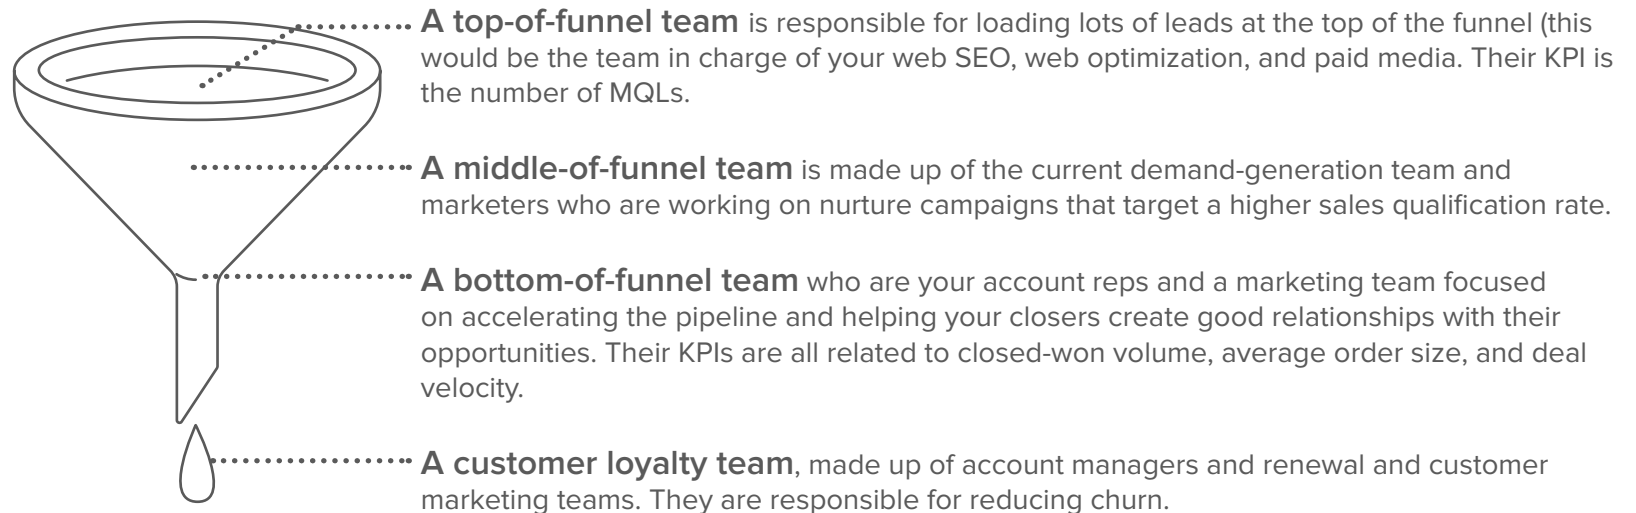 A top-of-funnel team is responsible for loading lots of leads at the top of the funnel (this
would be the team in charge of your web SEO, web optimization, and paid media. Their KPI is
the number of MQLs.
A middle-of-funnel team is made up of the current demand-generation team and
marketers who are working on nurture campaigns that target a higher sales qualification rate.
A bottom-of-funnel team who are your account reps and a marketing team focused
on accelerating the pipeline and helping your closers create good relationships with their
opportunities. Their KPIs are all related to closed-won volume, average order size, and deal
velocity.
A customer loyalty team, made up of account managers and renewal and customer
marketing teams. They are responsible for reducing churn.